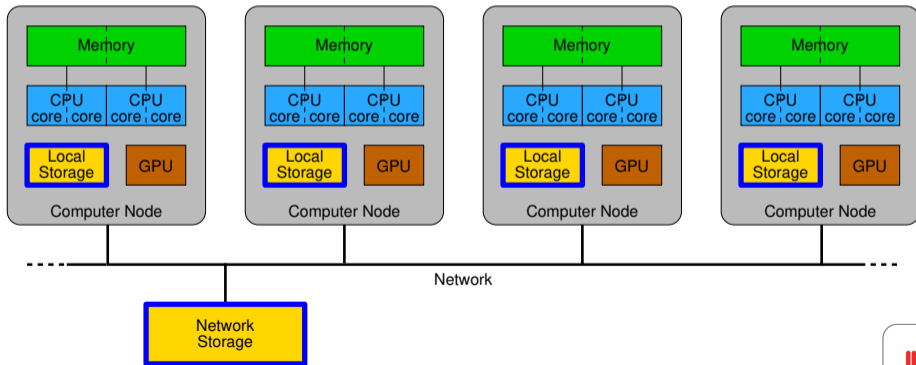 Memory
CPU CPU
core core core core
Local
Storage
GPU
Computer Node
Memory
CPU CPU
core core core core
Local
Storage
GPU
Computer Node
Memory
CPU CPU
core core core core
Local
Storage
GPU
Computer Node
Memory
CPU CPU
core core core core
Local
Storage
GPU
Computer Node
Network
Network
Storage